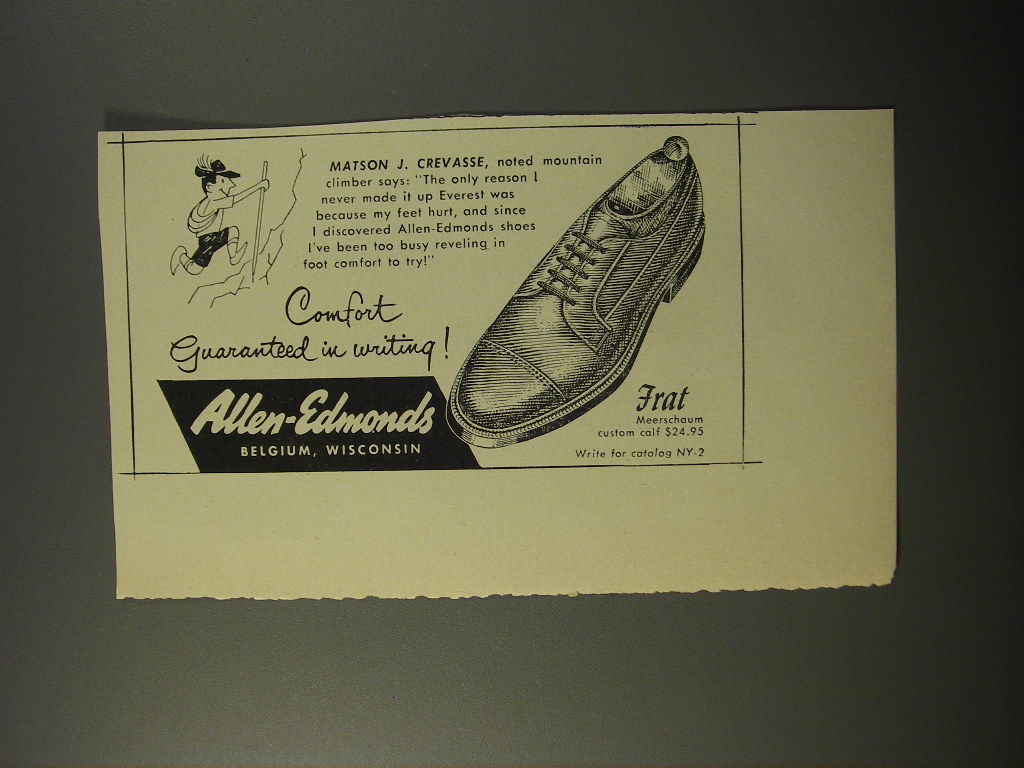 MATSON J. CREVASSE, noted mountain
climber says: "The only reason I
never made it up Everest was
because my feet hurt, and since
I discovered Allen-Edmonds shoes
I've been too busy reveling in
foot comfort to try!"
Comfort
Guaranteed in writing!
Allen-Edmonds
BELGIUM, WISCONSIN
Frat
Meerschaum
custom calf $24.95
Write for catalog NY-2